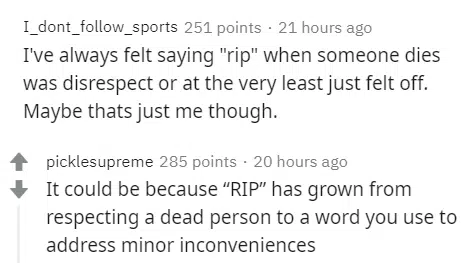 I_dont_follow_sports 251 points · 21 hours ago
I've always felt saying "rip" when someone dies
was disrespect or at the very least just felt off.
Maybe thats just me though.
picklesupreme 285 points · 20 hours ago
It could be because “RIP” has grown from
respecting a dead person to a word you use to
address minor inconveniences